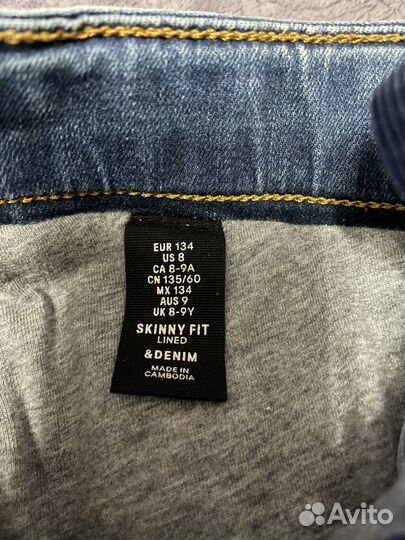 EUR 134
US 8
CA 8-9A
CN 135/60
MX 134
AUS 9
UK 8-9Y
SKINNY FIT
LINED
&DENIM
MADE IN
CAMBODIA
Avito